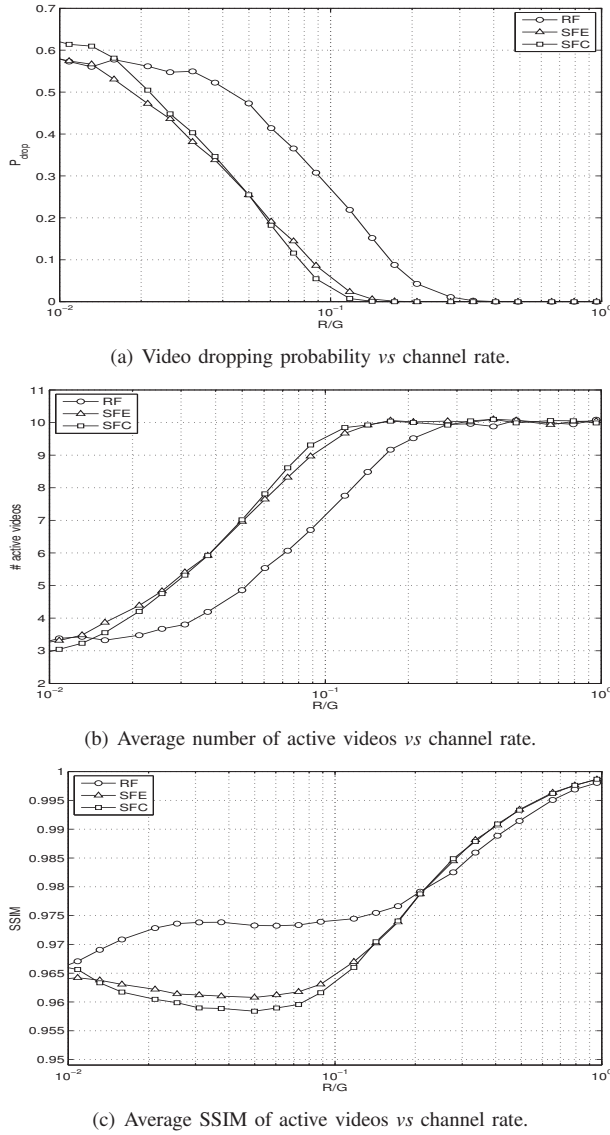 0.7
0.6
0.5
0.4
0.3
0.2
0.1
0
P_drop
RF
SFE
SFC
10^-2
10^-1
10^0
R/G
(a) Video dropping probability vs channel rate.
11
10
9
8
7
6
5
4
3
2
# active videos
RF
SFE
SFC
10^-2
10^-1
10^0
R/G
(b) Average number of active videos vs channel rate.
1
0.995
0.99
0.985
0.98
0.975
0.97
0.965
0.96
0.955
0.95
SSIM
RF
SFE
SFC
10^-2
10^-1
10^0
R/G
(c) Average SSIM of active videos vs channel rate.